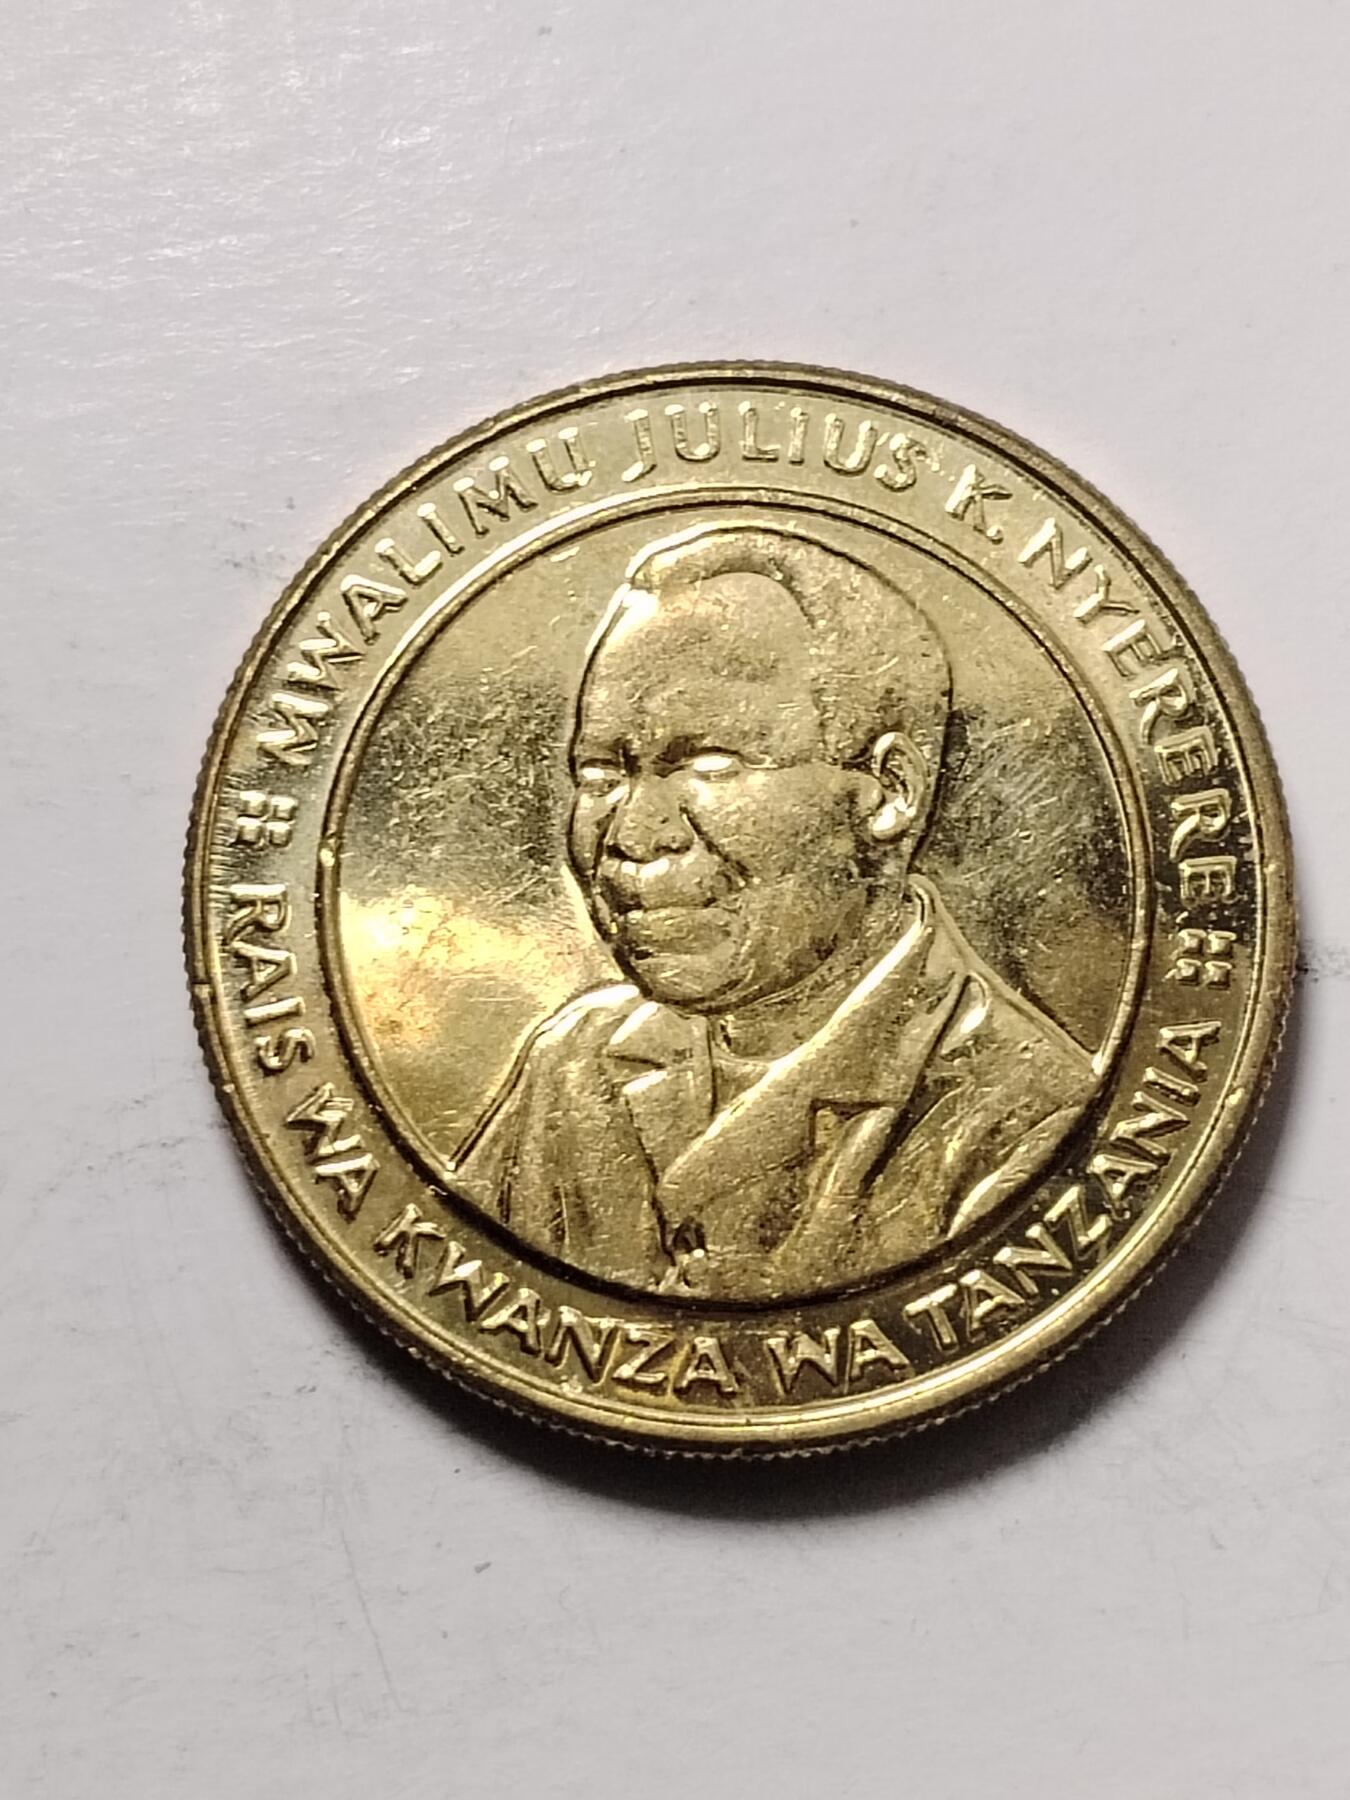 MWALIMU JULIUS K. NYERERE
RAIS WA KWANZA WA TANZANIA